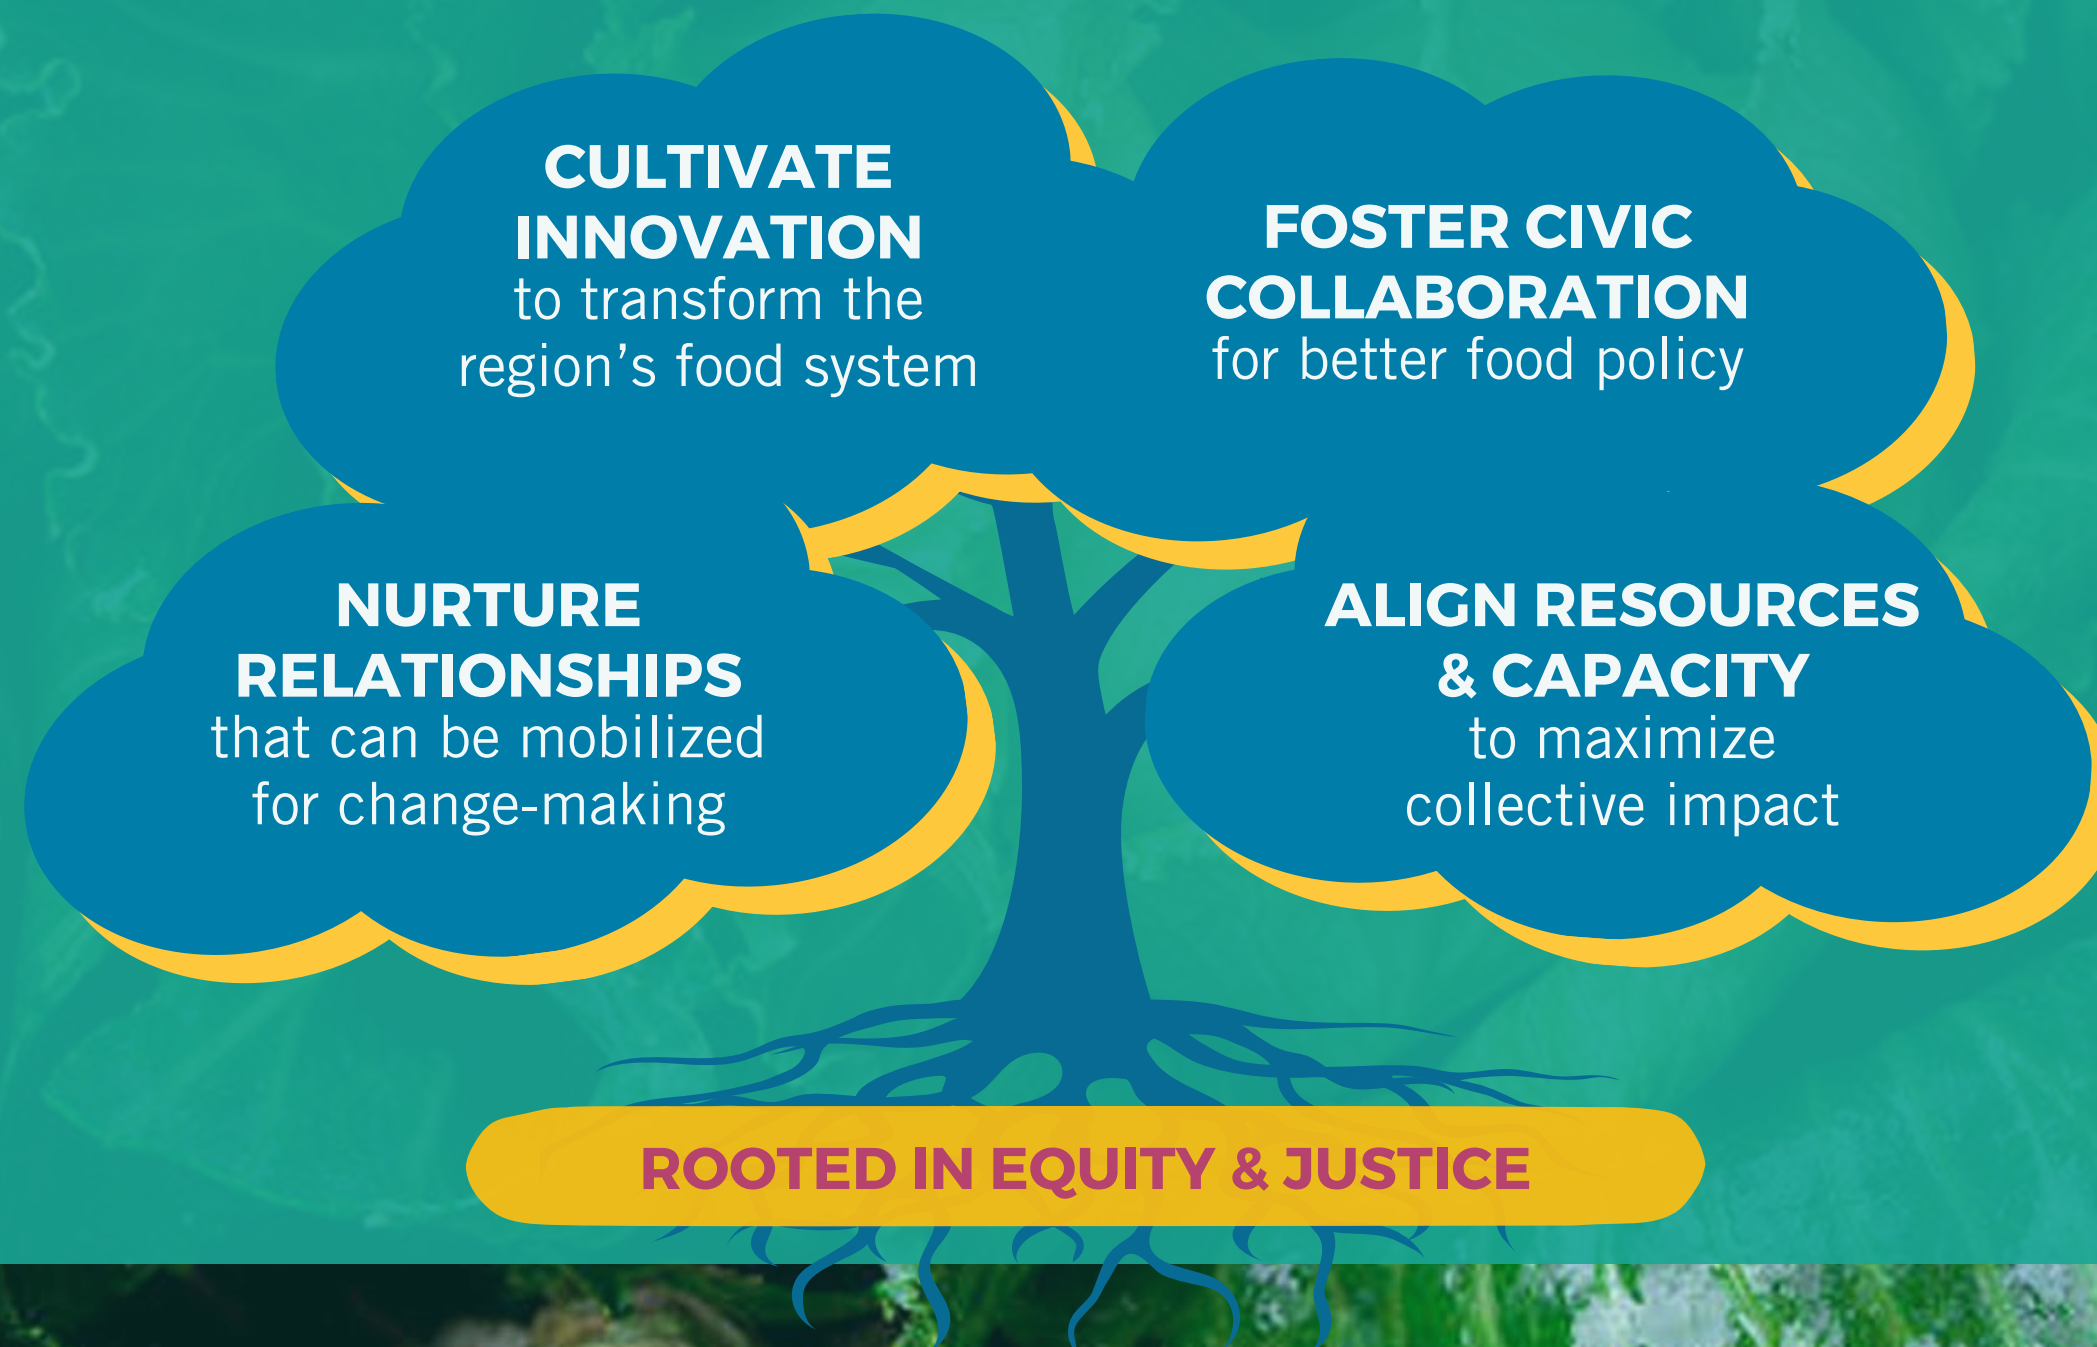 CULTIVATE
INNOVATION
to transform the
region's food system
FOSTER CIVIC
COLLABORATION
for better food policy
NURTURE
RELATIONSHIPS
that can be mobilized
for change-making
ALIGN RESOURCES
& CAPACITY
to maximize
collective impact
ROOTED IN EQUITY & JUSTICE